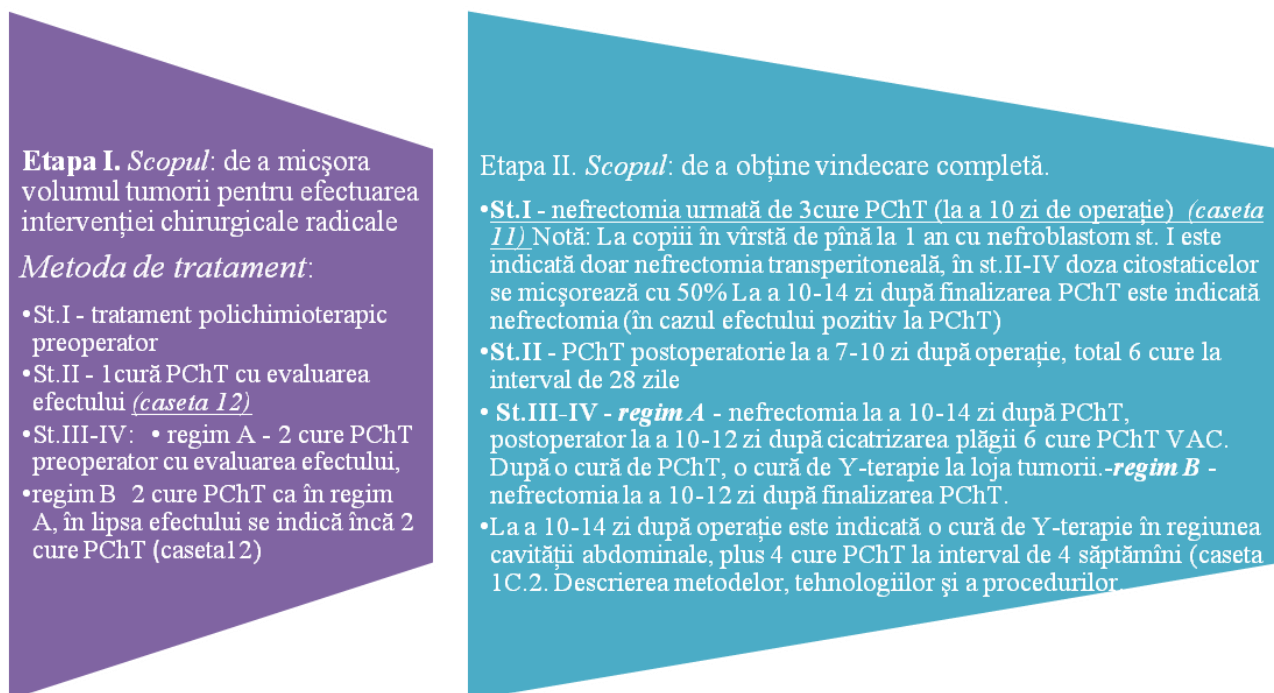 Etapa I. Scopul: de a micșora
volumul tumorii pentru efectuarea
intervenției chirurgicale radicale
Metoda de tratament:
•St.I - tratament polichimioterapic
preoperator
•St.II - 1cură PChT cu evaluarea
efectului (caseta 12)
•St.III-IV: • regim A - 2 cure PChT
preoperator cu evaluarea efectului,
•regim B 2 cure PChT ca în regim
A, în lipsa efectului se indică încă 2
cure PChT (caseta12)
Etapa II. Scopul: de a obține vindecare completă.
•St.I - nefrectomia urmată de 3cure PChT (la a 10 zi de operație) (caseta
11) Notă: La copiii în vîrstă de pînă la 1 an cu nefroblastom st. I este
indicată doar nefrectomia transperitoneală, în st.II-IV doza citostaticelor
se micșorează cu 50% La a 10-14 zi după finalizarea PChT este indicată
nefrectomia (în cazul efectului pozitiv la PChT)
•St.II - PChT postoperatorie la a 7-10 zi după operație, total 6 cure la
interval de 28 zile
• St.III-IV - regim A - nefrectomia la a 10-14 zi după PChT,
postoperator la a 10-12 zi după cicatrizarea plăgii 6 cure PChT VAC.
După o cură de PChT, o cură de Y-terapie la loja tumorii.-regim B -
nefrectomia la a 10-12 zi după finalizarea PChT.
•La a 10-14 zi după operație este indicată o cură de Y-terapie în regiunea
cavității abdominale, plus 4 cure PChT la interval de 4 săptămîni (caseta
1C.2. Descrierea metodelor, tehnologiilor și a procedurilor.